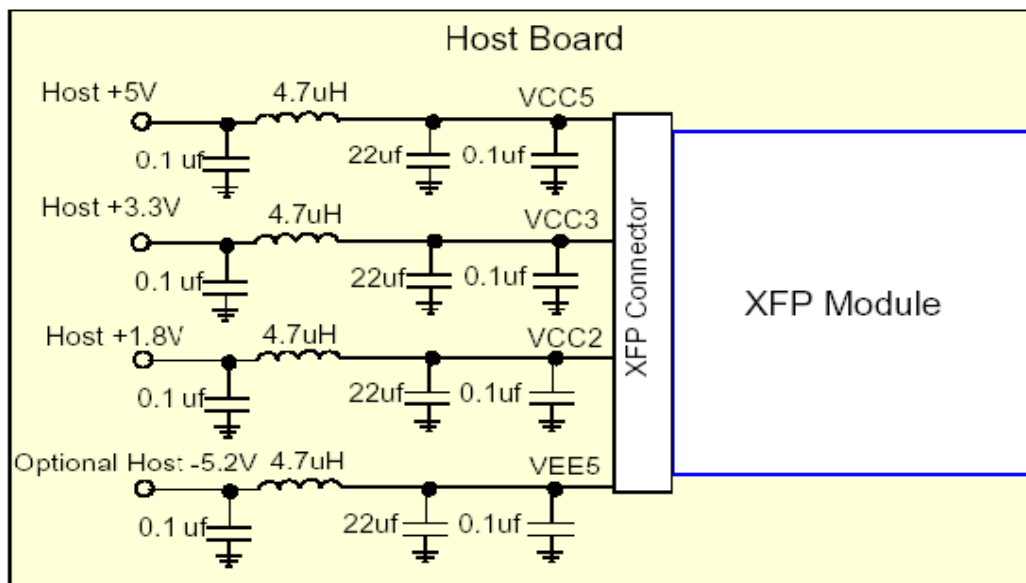 Host Board
Host +5V
4.7uH
VCC5
0.1 uf
22uf
0.1uf
Host +3.3V
4.7uH
VCC3
0.1 uf
22uf
0.1uf
Host +1.8V
4.7uH
VCC2
0.1 uf
22uf
0.1uf
Optional Host -5.2V
4.7uH
VEE5
0.1 uf
22uf
0.1uf
XFP Connector
XFP Module